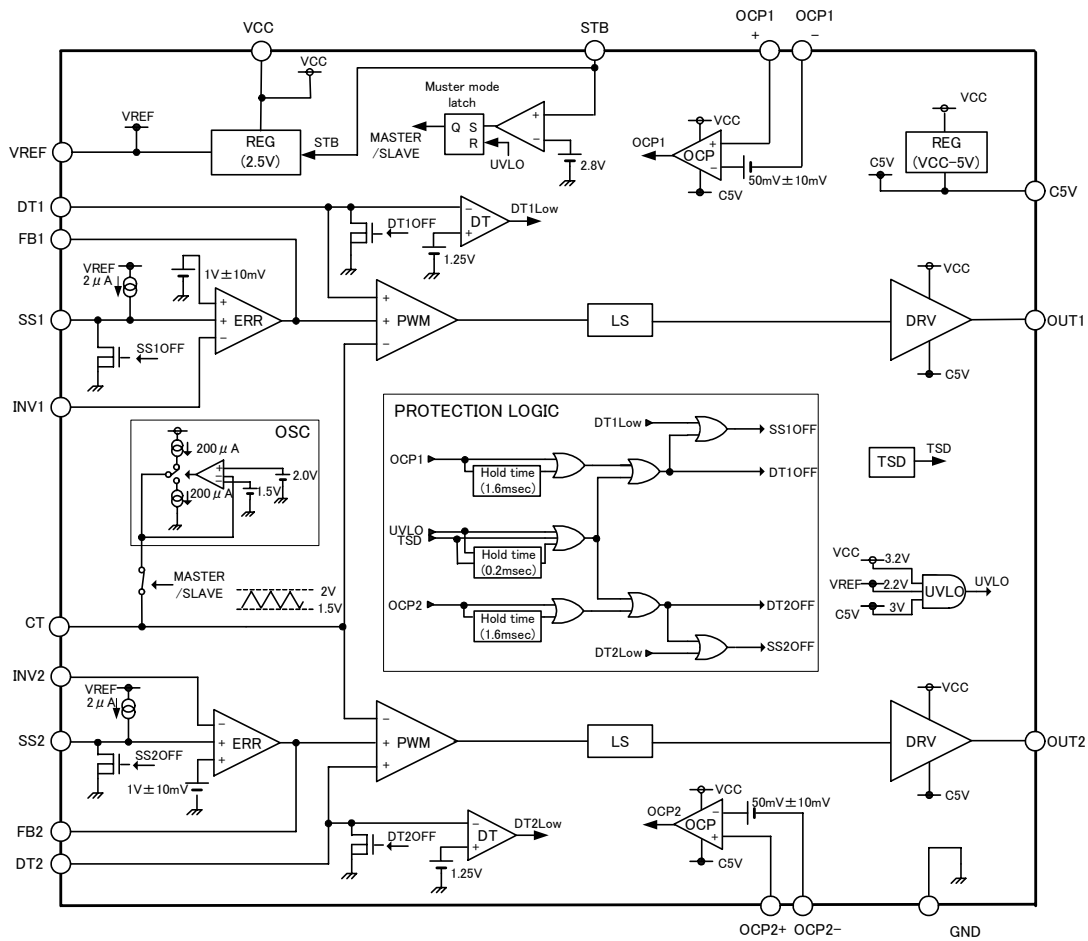 VCC
STB
OCP1
+
OCP1
-
VCC
VREF
VREF
REG
(2.5V)
STB
Muster mode
latch
Q S
R
MASTER
/SLAVE
UVLO
+
-
2.8V
VCC
OCP1
OCP
+
-
C5V
50mV±10mV
VCC
REG
(VCC-5V)
C5V
C5V
DT1
DT1OFF
-
+
DT
DT1Low
1.25V
FB1
VREF
2μA
1V±10mV
SS1
+
+
-
ERR
SS1OFF
INV1
+
+
-
PWM
LS
VCC
DRV
C5V
OUT1
OSC
200μA
200μA
+
-
-
2.0V
1.5V
MASTER
/SLAVE
2V
1.5V
CT
PROTECTION LOGIC
DT1Low
SS1OFF
OCP1
Hold time
(1.6msec)
DT1OFF
UVLO
TSD
Hold time
(0.2msec)
OCP2
Hold time
(1.6msec)
DT2OFF
DT2Low
SS2OFF
TSD
TSD
VCC
3.2V
VREF
2.2V
C5V
3V
UVLO
UVLO
INV2
VREF
2μA
SS2
-
+
+
ERR
SS2OFF
1V±10mV
-
+
+
PWM
LS
VCC
DRV
C5V
OUT2
FB2
DT2
DT2OFF
-
+
DT
DT2Low
1.25V
VCC
OCP2
OCP
-
+
C5V
50mV±10mV
OCP2+
OCP2-
GND